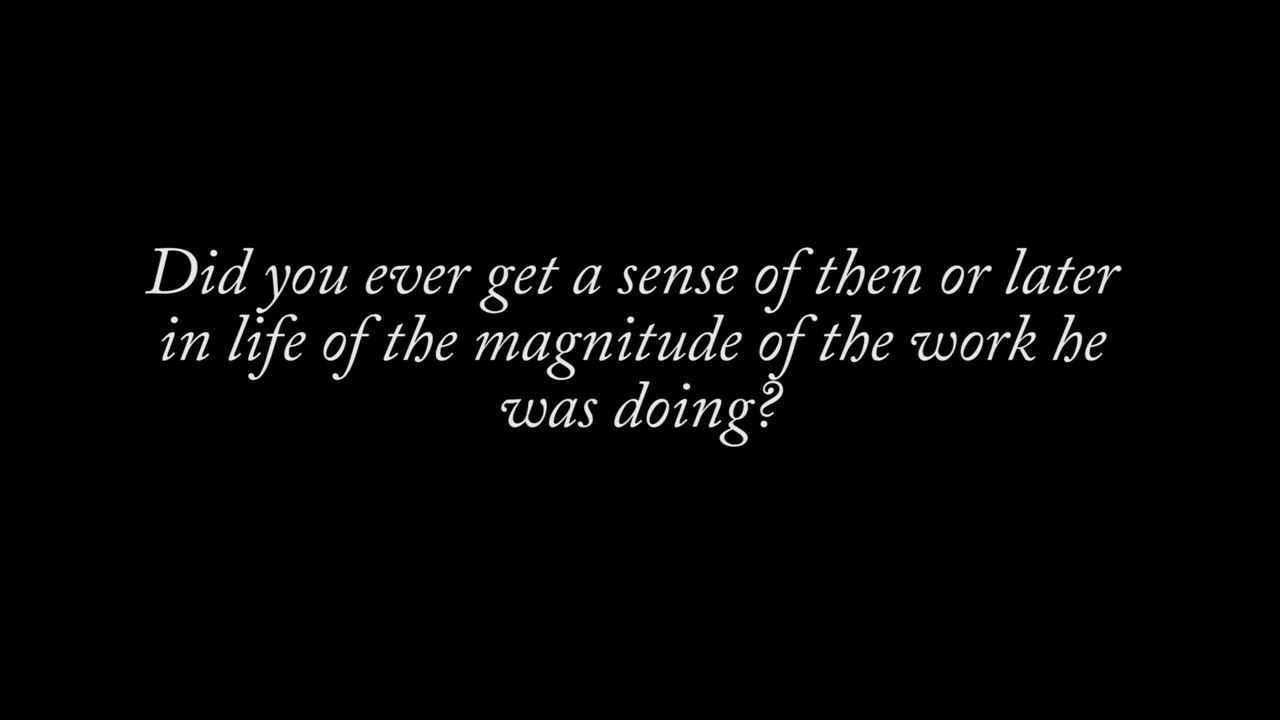 Did you ever get a sense of then or later
in life of the magnitude of the work he
was doing?